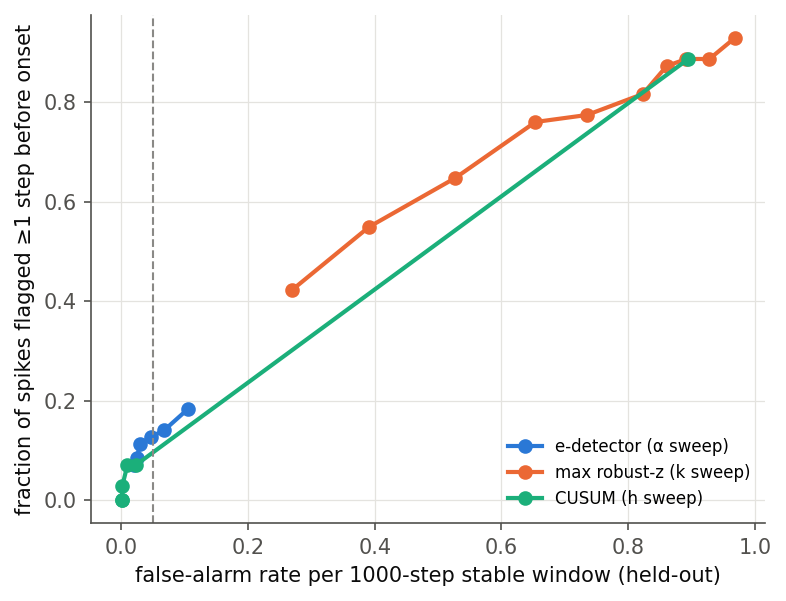 fraction of spikes flagged ≥1 step before onset
0.8
0.6
0.4
0.2
0.0
e-detector (α sweep)
max robust-z (k sweep)
CUSUM (h sweep)
0.0 0.2 0.4 0.6 0.8 1.0
false-alarm rate per 1000-step stable window (held-out)